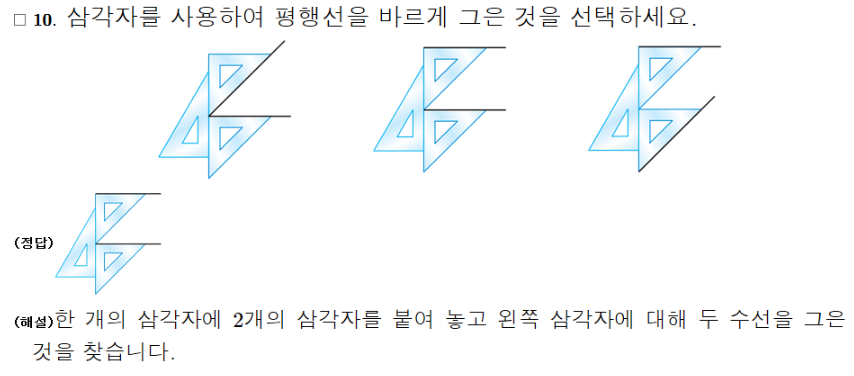 □ 10. 삼각자를 사용하여 평행선을 바르게 그은 것을 선택하세요.
(정답)
(해설)한 개의 삼각자에 2개의 삼각자를 붙여 놓고 왼쪽 삼각자에 대해 두 수선을 그은
것을 찾습니다.